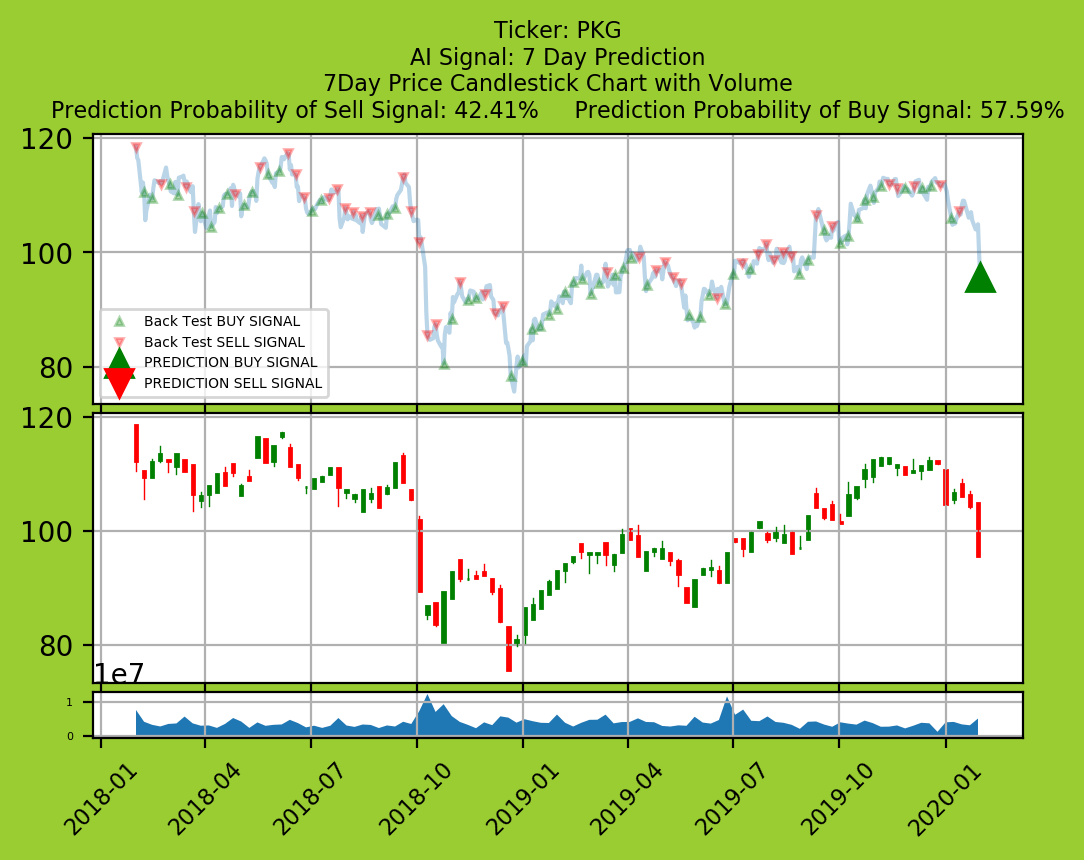 Ticker: PKG
AI Signal: 7 Day Prediction
7Day Price Candlestick Chart with Volume
Prediction Probability of Sell Signal: 42.41%     Prediction Probability of Buy Signal: 57.59%
120
100
80
Back Test BUY SIGNAL
Back Test SELL SIGNAL
PREDICTION BUY SIGNAL
PREDICTION SELL SIGNAL
120
100
80
1e7
1
0
2018-01 2018-04 2018-07 2018-10 2019-01 2019-04 2019-07 2019-10 2020-01